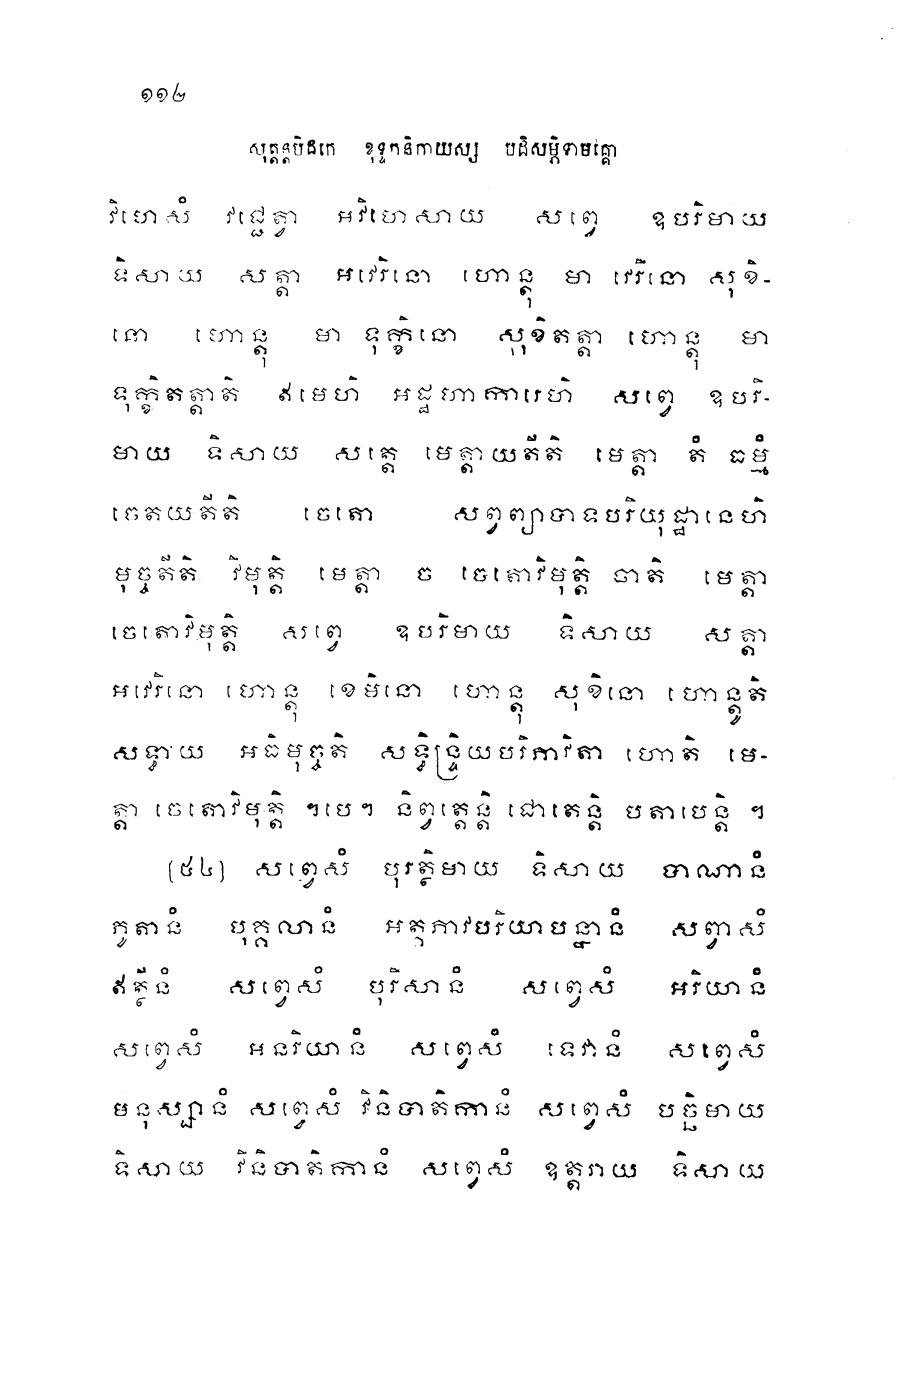 ១១២
សុត្តន្តបិដកេ ខុទ្ទកនិកាយស្ស បដិសម្ភិទាមគ្គោ
វិហេសំ វជ្ជេត្វា អវិហេសាយ សព្វេ ឧបរិមាយ
ទិសាយ សត្តា អវេរិនោ ហោន្តុ មា វេរិនោ សុខិ-
នោ ហោន្តុ មា ទុក្ខិនោ សុខិតត្តា ហោន្តុ មា
ទុក្ខិតត្តាតិ ឥមេហិ អដ្ឋហាការេហិ សព្វេ ឧបរិ-
មាយ ទិសាយ សត្តេ មេត្តាយតីតិ មេត្តា តំ ធម្មំ
ចេតយតីតិ ចេតោ សព្វព្យាបាទបរិយុដ្ឋានេហិ
មុច្ចតីតិ វិមុត្តិ មេត្តា ច ចេតោវិមុត្តិ ចាតិ មេត្តា
ចេតោវិមុត្តិ សព្វេ ឧបរិមាយ ទិសាយ សត្តា
អវេរិនោ ហោន្តុ ខេមិនោ ហោន្តុ សុខិនោ ហោន្តូតិ
សទ្ធាយ អធិមុច្ចតិ សទ្ធិន្ទ្រិយបរិភាវិតា ហោតិ មេ-
ត្តា ចេតោវិមុត្តិ ។បេ។ និព្វត្តេន្តិ ជោតេន្តិ បតាបេន្តិ ។
(៥៤) សព្វេសំ បុរត្ថិមាយ ទិសាយ បាណានំ
ភូតានំ បុគ្គលានំ អត្តភាវបរិយាបន្នានំ សព្វាសំ
ឥត្ថីនំ សព្វេសំ បុរិសានំ សព្វេសំ អរិយានំ
សព្វេសំ អនរិយានំ សព្វេសំ ទេវានំ សព្វេសំ
មនុស្សានំ សព្វេសំ វិនិបាតិកានំ សព្វេសំ បច្ឆិមាយ
ទិសាយ វិនិបាតិកានំ សព្វេសំ ឧត្តរាយ ទិសាយ